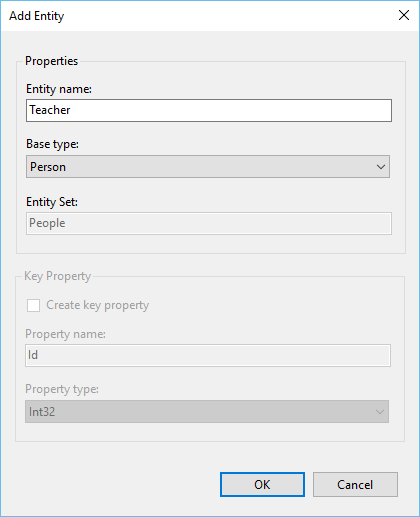 Add Entity
Properties
Entity name:
Teacher
Base type:
Person
Entity Set:
People
Key Property
Create key property
Property name:
Id
Property type:
Int32
OK Cancel